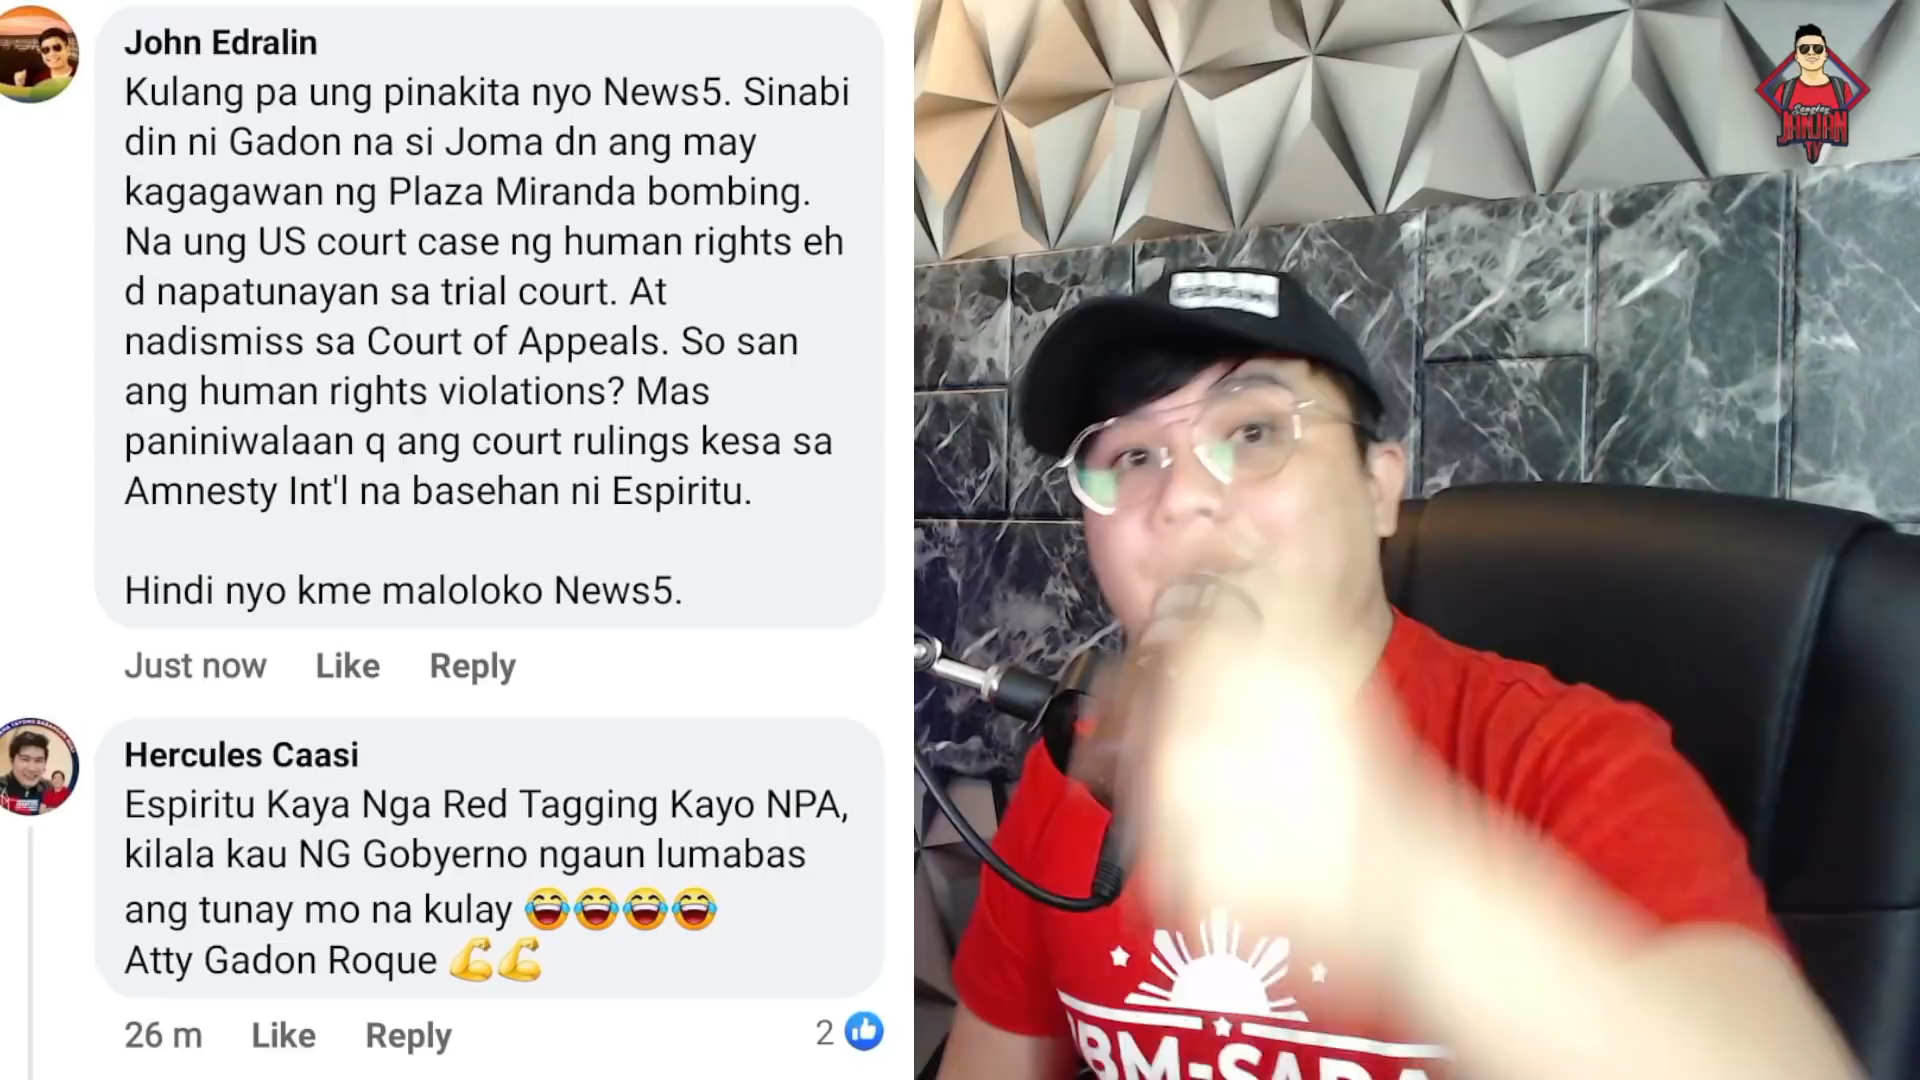 John Edralin
Kulang pa ung pinakita nyo News5. Sinabi
din ni Gadon na si Joma dn ang may
kagagawan ng Plaza Miranda bombing.
Na ung US court case ng human rights eh
d napatunayan sa trial court. At
nadismiss sa Court of Appeals. So san
ang human rights violations? Mas
paniniwalaan q ang court rulings kesa sa
Amnesty Int'l na basehan ni Espiritu.
Hindi nyo kme maloloko News5.
Just now Like Reply
Hercules Caasi
Espiritu Kaya Nga Red Tagging Kayo NPA,
kilala kau NG Gobyerno ngaun lumabas
ang tunay mo na kulay 😂😂😂😂
Atty Gadon Roque 💪💪
26 m Like Reply 2
Sangkay
JANJAN
TV
BM-SARA